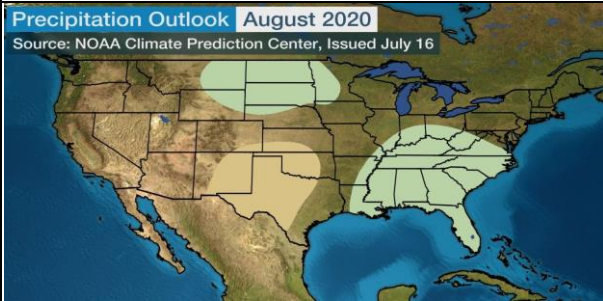 Precipitation Outlook August 2020
Source: NOAA Climate Prediction Center, Issued July 16